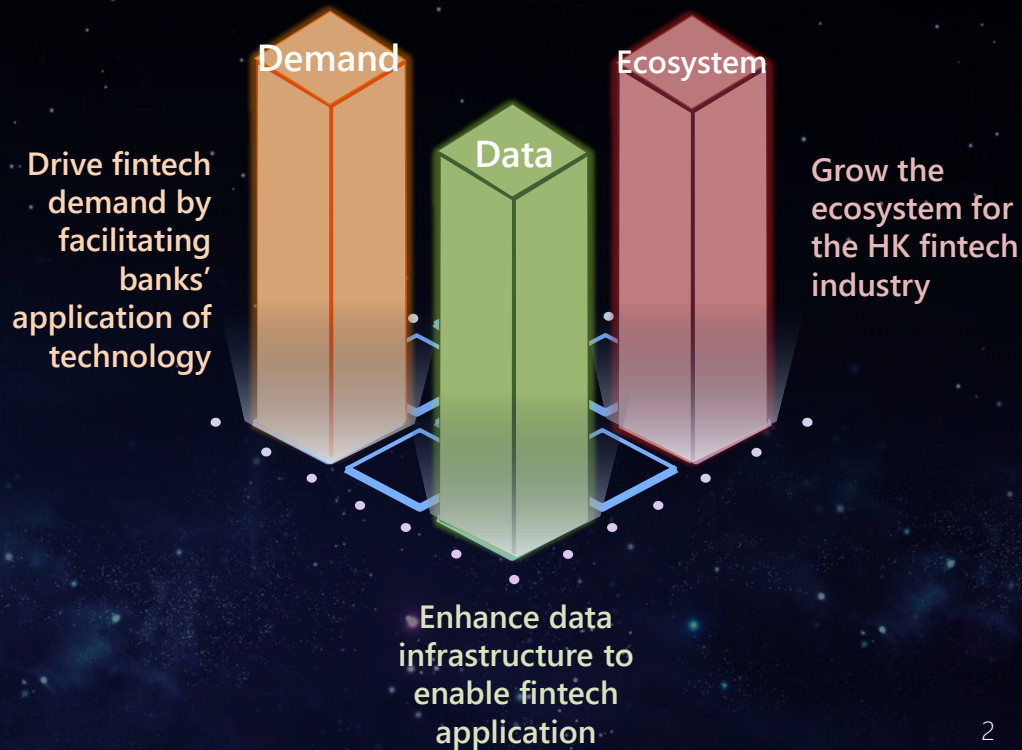 Demand
Ecosystem
Data
Drive fintech
demand by
facilitating
banks’
application of
technology
Grow the
ecosystem for
the HK fintech
industry
Enhance data
infrastructure to
enable fintech
application
2